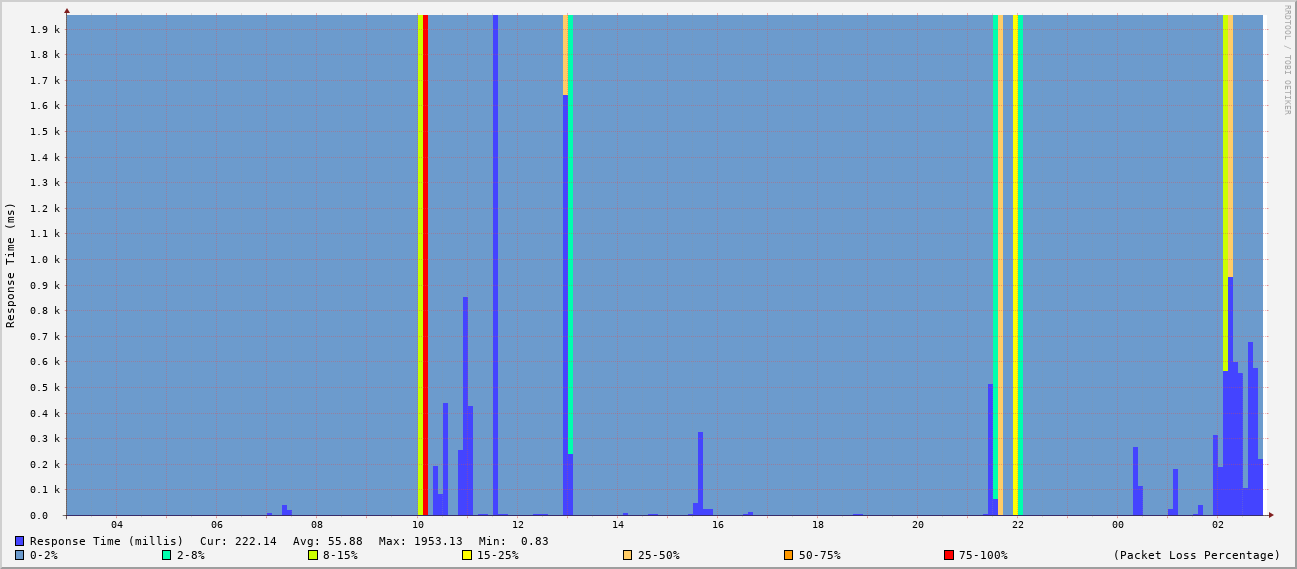 RRDTOOL / TOBI OETIKER
Response Time (ms)
1.9 k
1.8 k
1.7 k
1.6 k
1.5 k
1.4 k
1.3 k
1.2 k
1.1 k
1.0 k
0.9 k
0.8 k
0.7 k
0.6 k
0.5 k
0.4 k
0.3 k
0.2 k
0.1 k
0.0
04 06 08 10 12 14 16 18 20 22 00 02
Response Time (millis) Cur: 222.14 Avg: 55.88 Max: 1953.13 Min: 0.83
0-2% 2-8% 8-15% 15-25% 25-50% 50-75% 75-100% (Packet Loss Percentage)